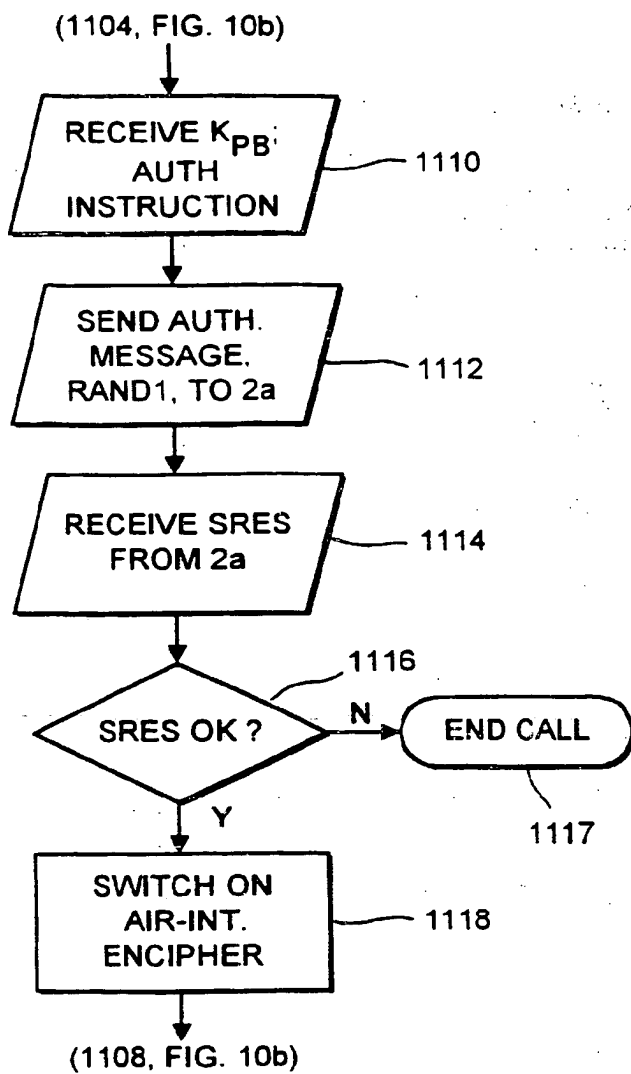 (1104, FIG. 10b)
RECEIVE KPB;
AUTH
INSTRUCTION
1110
SEND AUTH.
MESSAGE,
RAND1, TO 2a
1112
RECEIVE SRES
FROM 2a
1114
1116
SRES OK ?
N
END CALL
1117
Y
SWITCH ON
AIR-INT.
ENCIPHER
1118
(1108, FIG. 10b)